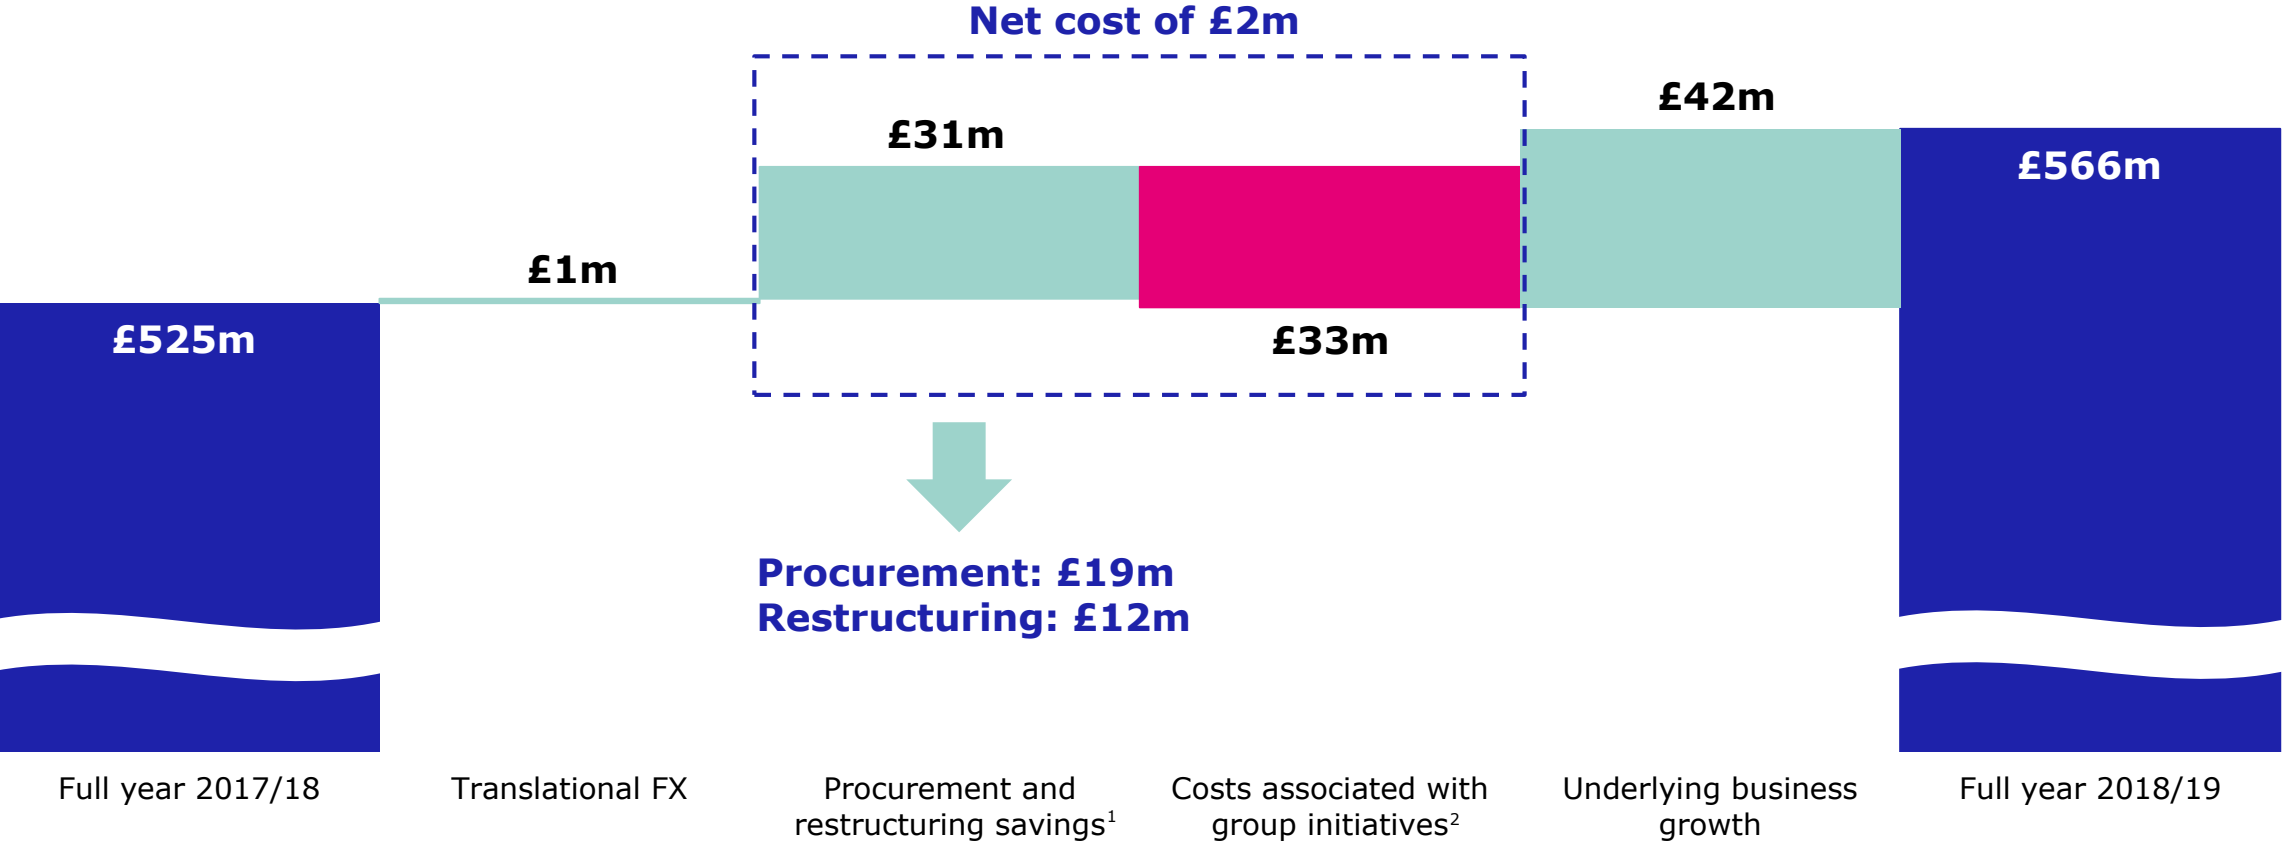 Net cost of £2m
£42m
£31m
£566m
£1m
£525m
£33m
Procurement: £19m
Restructuring: £12m
Full year 2017/18
Translational FX
Procurement and
restructuring savings¹
Costs associated with
group initiatives²
Underlying business
growth
Full year 2018/19